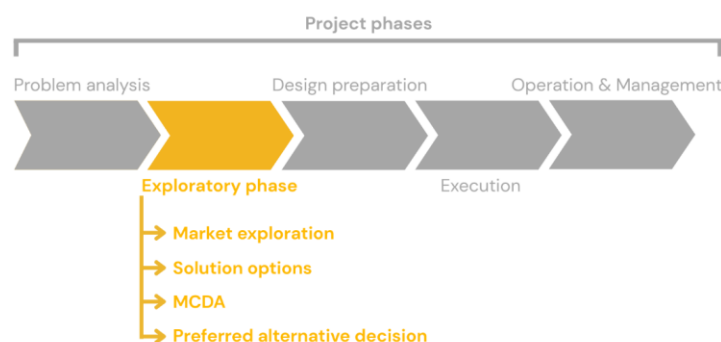 Project phases
Problem analysis
Design preparation
Operation & Management
Exploratory phase
Execution
Market exploration
Solution options
MCDA
Preferred alternative decision